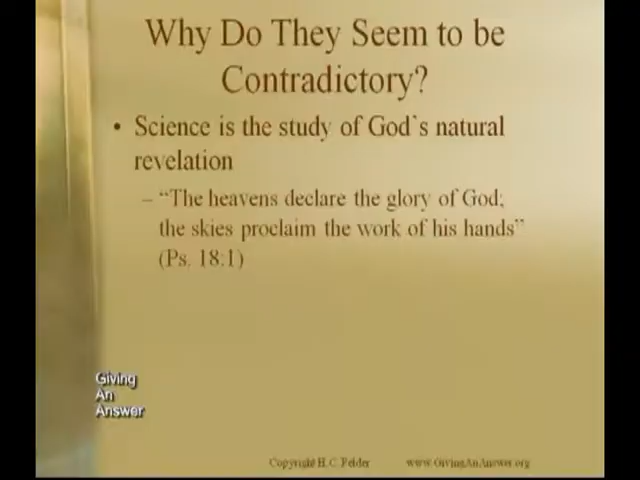 Why Do They Seem to be
Contradictory?
• Science is the study of God`s natural
revelation
– “The heavens declare the glory of God;
the skies proclaim the work of his hands”
(Ps. 18:1)
Giving
An
Answer
Copyright H.C. Felder www.GivingAnAnswer.org